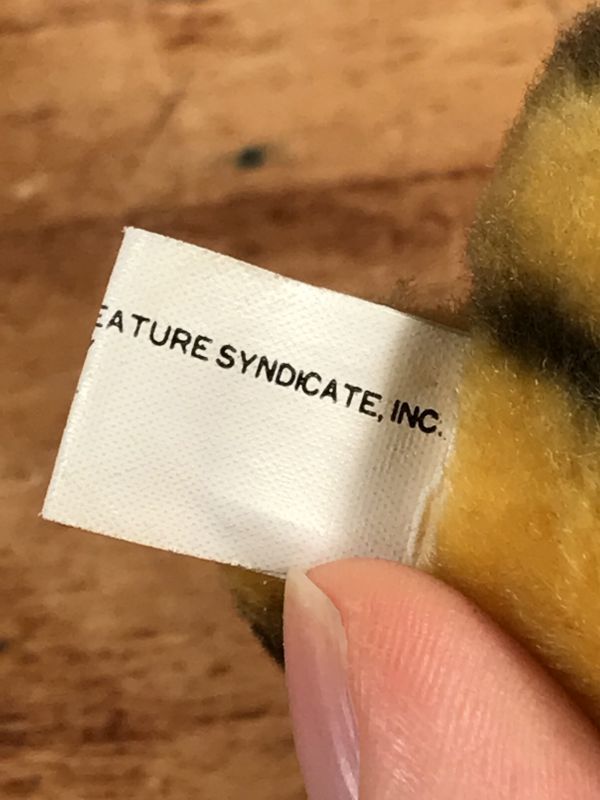 EATURE SYNDICATE, INC.